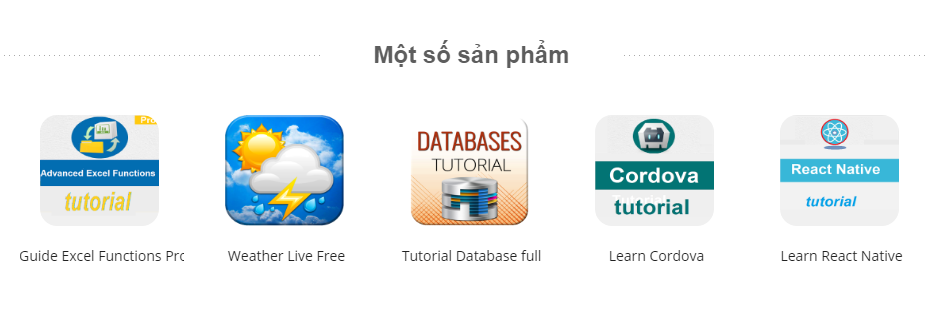 Một số sản phẩm
Pro
Advanced Excel Functions
tutorial
DATABASES
TUTORIAL
Cordova
tutorial
React Native
tutorial
Guide Excel Functions Prc
Weather Live Free
Tutorial Database full
Learn Cordova
Learn React Native